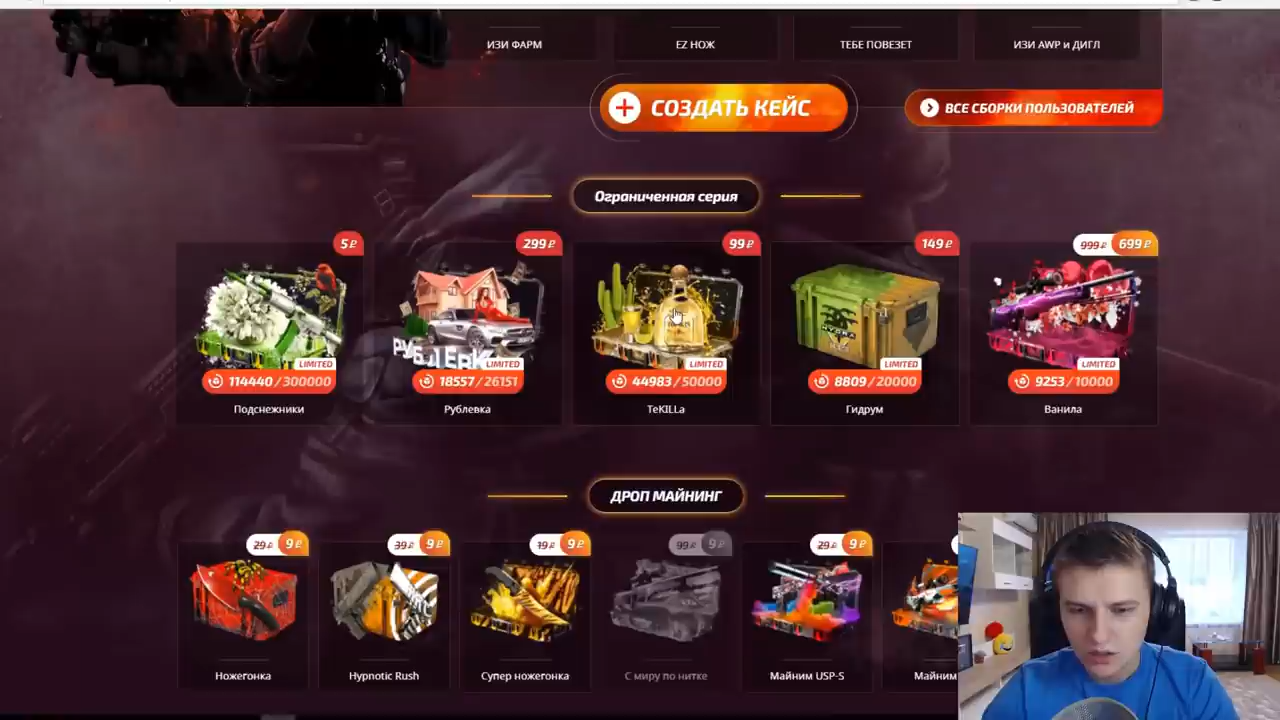 ИЗИ ФАРМ
EZ НОЖ
ТЕБЕ ПОВЕЗЕТ
ИЗИ AWP и ДИГЛ
СОЗДАТЬ КЕЙС
ВСЕ СБОРКИ ПОЛЬЗОВАТЕЛЕЙ
Ограниченная серия
5 ₽
299 ₽
99 ₽
149 ₽
999 ₽ 699 ₽
HYDRA
LIMITED
LIMITED
LIMITED
LIMITED
LIMITED
114440/300000
18557/26151
44983/50000
8809/20000
9253/10000
Подснежники
Рублевка
TeKILLa
Гидрум
Ванила
ДРОП МАЙНИНГ
29 ₽ 9 ₽
39 ₽ 9 ₽
19 ₽ 9 ₽
99 ₽ 9 ₽
29 ₽ 9 ₽
Ножегонка
Hypnotic Rush
Супер ножегонка
С миру по нитке
Майним USP-S
Майним